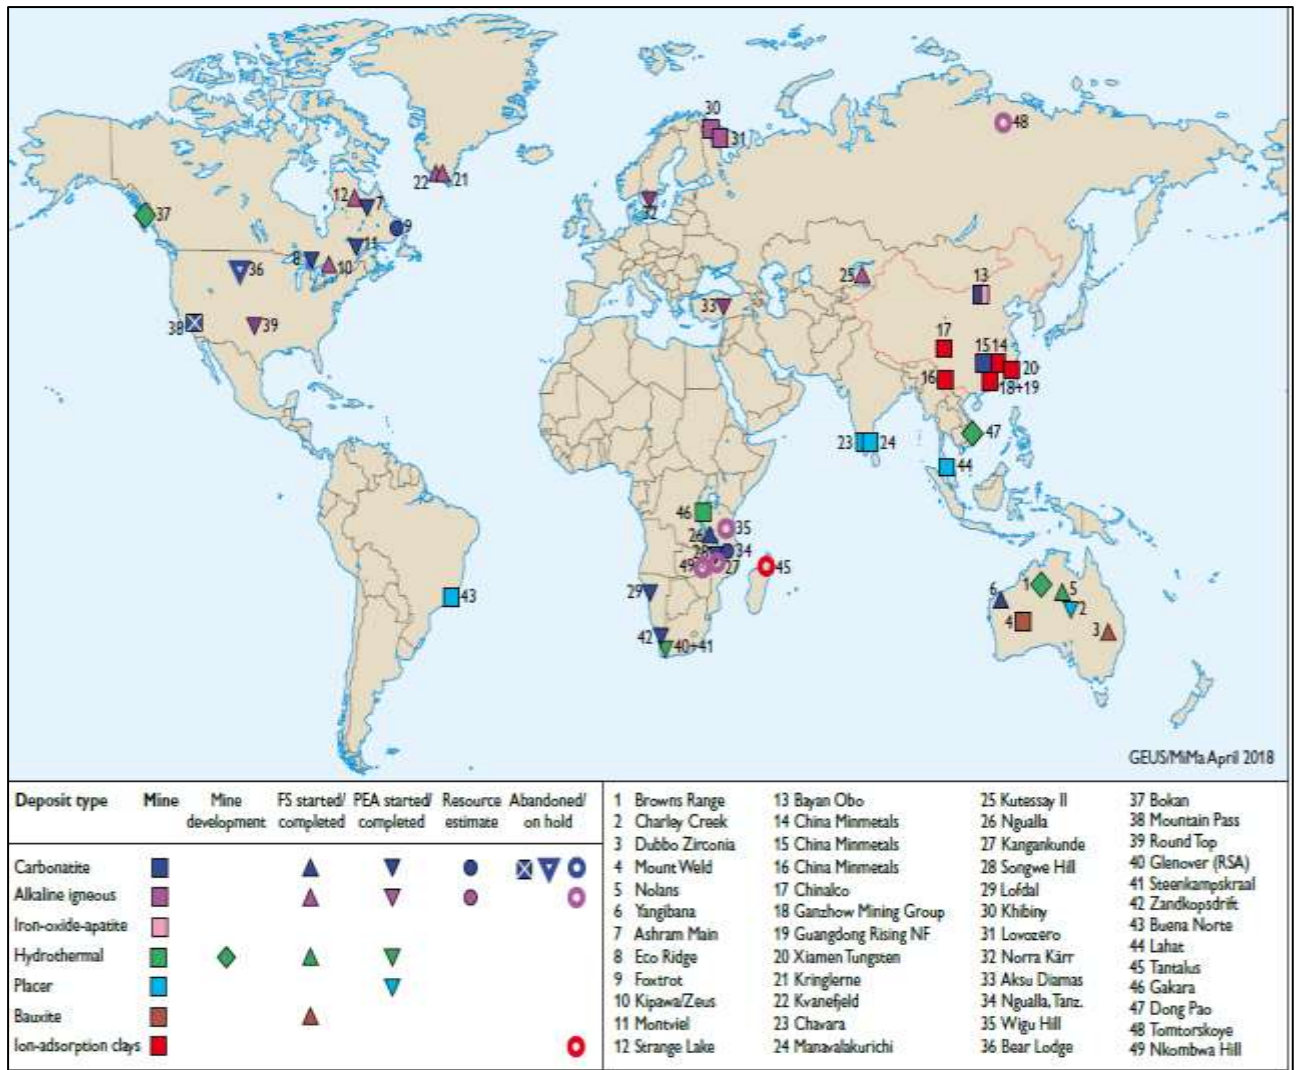 30
31
48
22 21
12 7
37
9
11
8 10
36
32
25
13
33
38 39
17
15 14
20
16
18+19
23 24
47
44
46
35
26
28 34
49 27
45
43
29
6 1 5
2
4 3
42
40+41
GEUS/MiMa April 2018
Deposit type Mine Mine development FS started/ completed PEA started/ completed Resource estimate Abandoned/ on hold
Carbonatite
Alkaline igneous
Iron-oxide-apatite
Hydrothermal
Placer
Bauxite
Ion-adsorption clays
1 Browns Range
2 Charley Creek
3 Dubbo Zirconia
4 Mount Weld
5 Nolans
6 Yangibana
7 Ashram Main
8 Eco Ridge
9 Foxtrot
10 Kipawa/Zeus
11 Montviel
12 Strange Lake
13 Bayan Obo
14 China Minmetals
15 China Minmetals
16 China Minmetals
17 Chinalco
18 Ganzhow Mining Group
19 Guangdong Rising NF
20 Xiamen Tungsten
21 Kringlerne
22 Kvanefjeld
23 Chavara
24 Manavalakurichi
25 Kutessay II
26 Ngualla
27 Kangankunde
28 Songwe Hill
29 Lofdal
30 Khibiny
31 Lovozero
32 Norra Kärr
33 Aksu Diamas
34 Ngualla, Tanz.
35 Wigu Hill
36 Bear Lodge
37 Bokan
38 Mountain Pass
39 Round Top
40 Glenover (RSA)
41 Steenkampskraal
42 Zandkopsdrift
43 Buena Norte
44 Lahat
45 Tantalus
46 Gakara
47 Dong Pao
48 Tomtorskoye
49 Nkombwa Hill